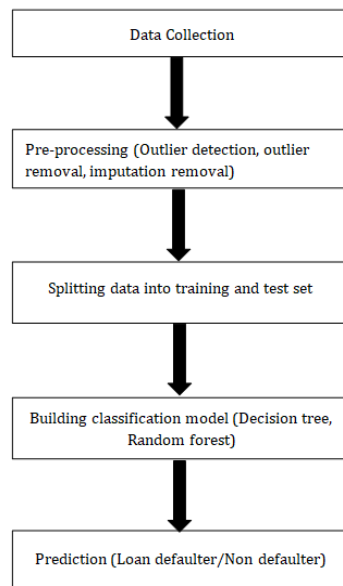 Data Collection
Pre-processing (Outlier detection, outlier
removal, imputation removal)
Splitting data into training and test set
Building classification model (Decision tree,
Random forest)
Prediction (Loan defaulter/Non defaulter)